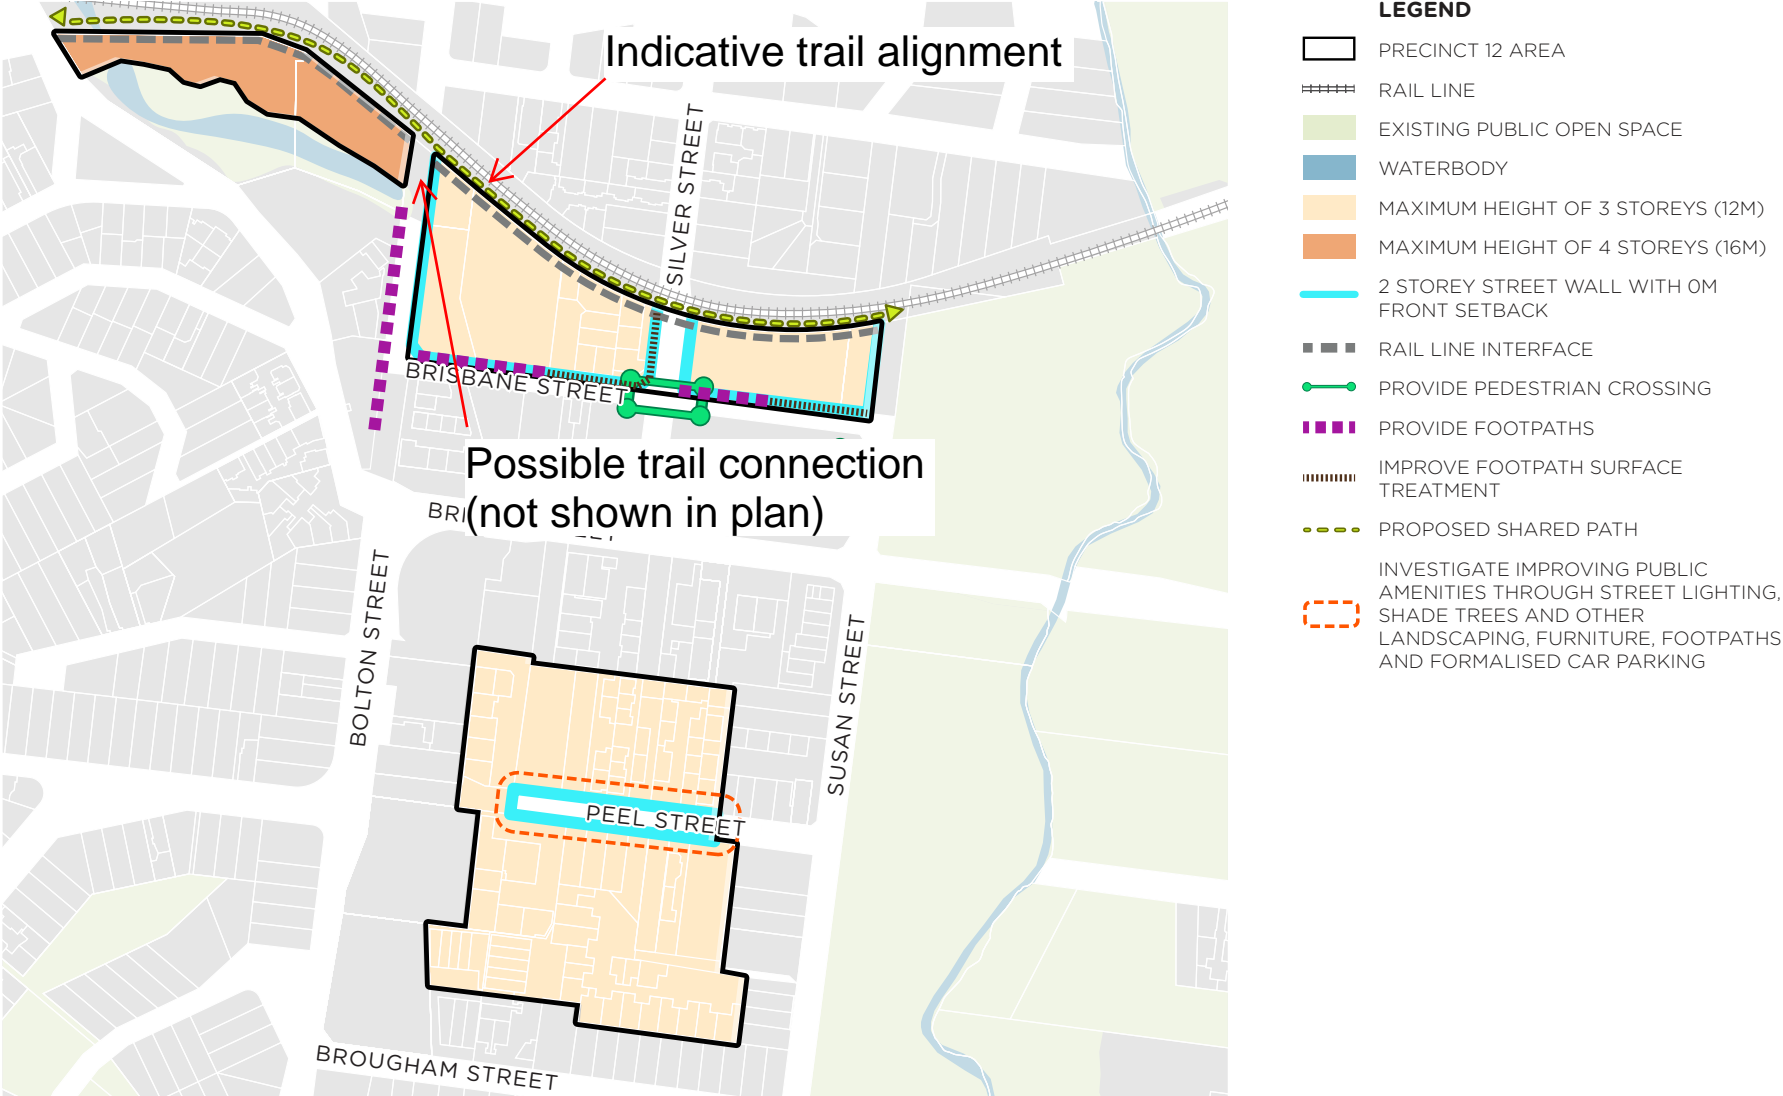 Indicative trail alignment
SILVER STREET
BRISBANE STREET
Possible trail connection
(not shown in plan)
BRI
BOLTON STREET
SUSAN STREET
PEEL STREET
BROUGHAM STREET
LEGEND
PRECINCT 12 AREA
RAIL LINE
EXISTING PUBLIC OPEN SPACE
WATERBODY
MAXIMUM HEIGHT OF 3 STOREYS (12M)
MAXIMUM HEIGHT OF 4 STOREYS (16M)
2 STOREY STREET WALL WITH 0M
FRONT SETBACK
RAIL LINE INTERFACE
PROVIDE PEDESTRIAN CROSSING
PROVIDE FOOTPATHS
IMPROVE FOOTPATH SURFACE
TREATMENT
PROPOSED SHARED PATH
INVESTIGATE IMPROVING PUBLIC
AMENITIES THROUGH STREET LIGHTING,
SHADE TREES AND OTHER
LANDSCAPING, FURNITURE, FOOTPATHS
AND FORMALISED CAR PARKING